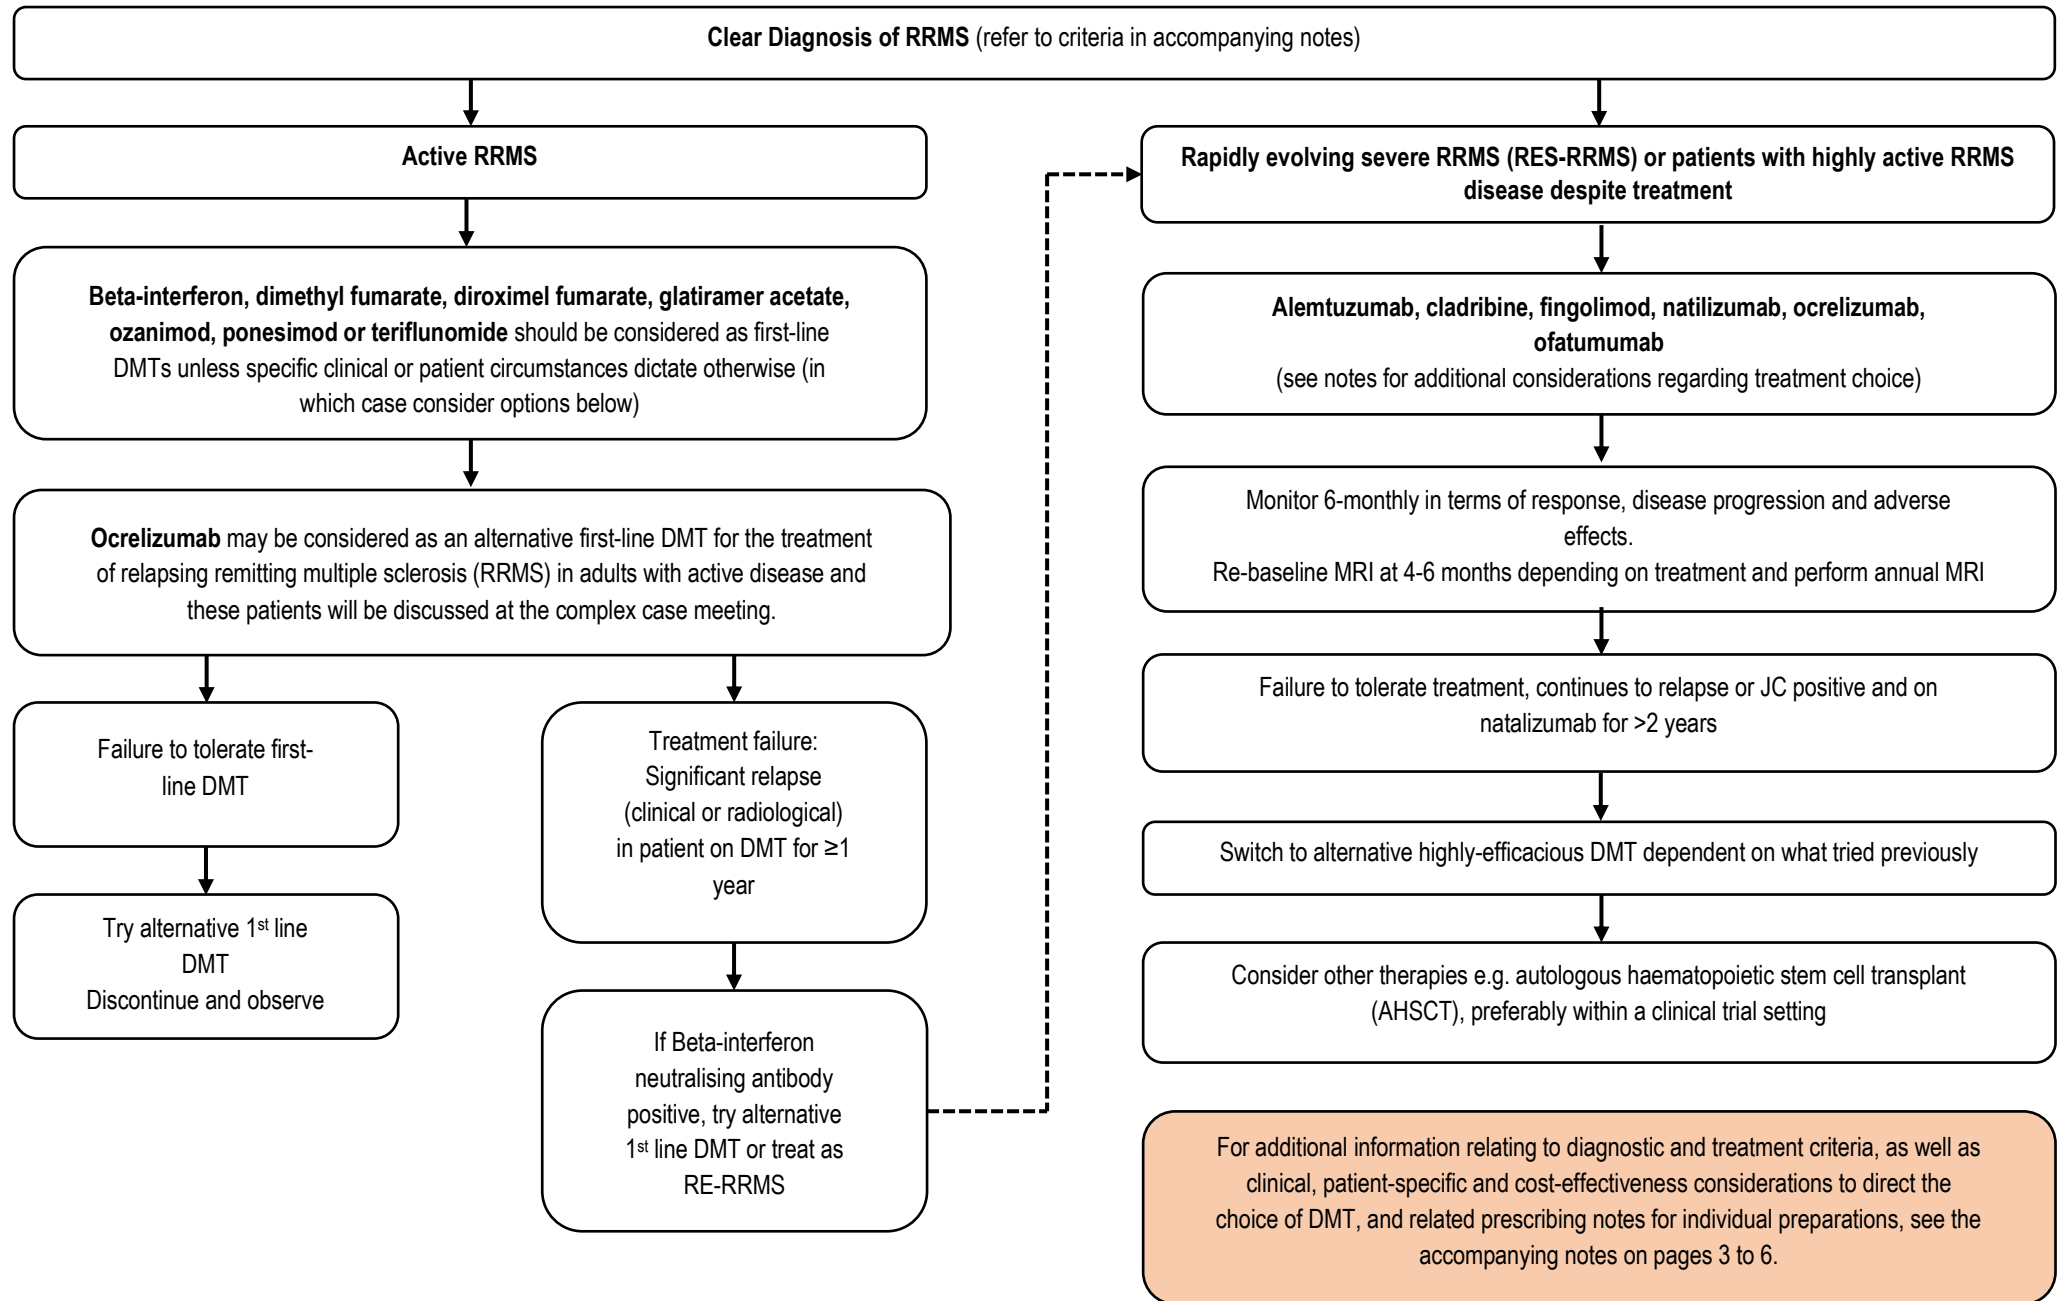 Clear Diagnosis of RRMS (refer to criteria in accompanying notes)
Active RRMS
Beta-interferon, dimethyl fumarate, diroximel fumarate, glatiramer acetate,
ozanimod, ponesimod or teriflunomide should be considered as first-line
DMTs unless specific clinical or patient circumstances dictate otherwise (in
which case consider options below)
Ocrelizumab may be considered as an alternative first-line DMT for the treatment
of relapsing remitting multiple sclerosis (RRMS) in adults with active disease and
these patients will be discussed at the complex case meeting.
Failure to tolerate first-
line DMT
Try alternative 1st line
DMT
Discontinue and observe
Treatment failure:
Significant relapse
(clinical or radiological)
in patient on DMT for ≥1
year
If Beta-interferon
neutralising antibody
positive, try alternative
1st line DMT or treat as
RE-RRMS
Rapidly evolving severe RRMS (RES-RRMS) or patients with highly active RRMS
disease despite treatment
Alemtuzumab, cladribine, fingolimod, natilizumab, ocrelizumab,
ofatumumab
(see notes for additional considerations regarding treatment choice)
Monitor 6-monthly in terms of response, disease progression and adverse
effects.
Re-baseline MRI at 4-6 months depending on treatment and perform annual MRI
Failure to tolerate treatment, continues to relapse or JC positive and on
natalizumab for >2 years
Switch to alternative highly-efficacious DMT dependent on what tried previously
Consider other therapies e.g. autologous haematopoietic stem cell transplant
(AHSCT), preferably within a clinical trial setting
For additional information relating to diagnostic and treatment criteria, as well as
clinical, patient-specific and cost-effectiveness considerations to direct the
choice of DMT, and related prescribing notes for individual preparations, see the
accompanying notes on pages 3 to 6.